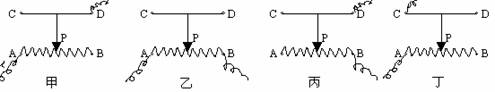 C D C D C D C D
P P P P
A B A B A B A B
甲 乙 丙 丁